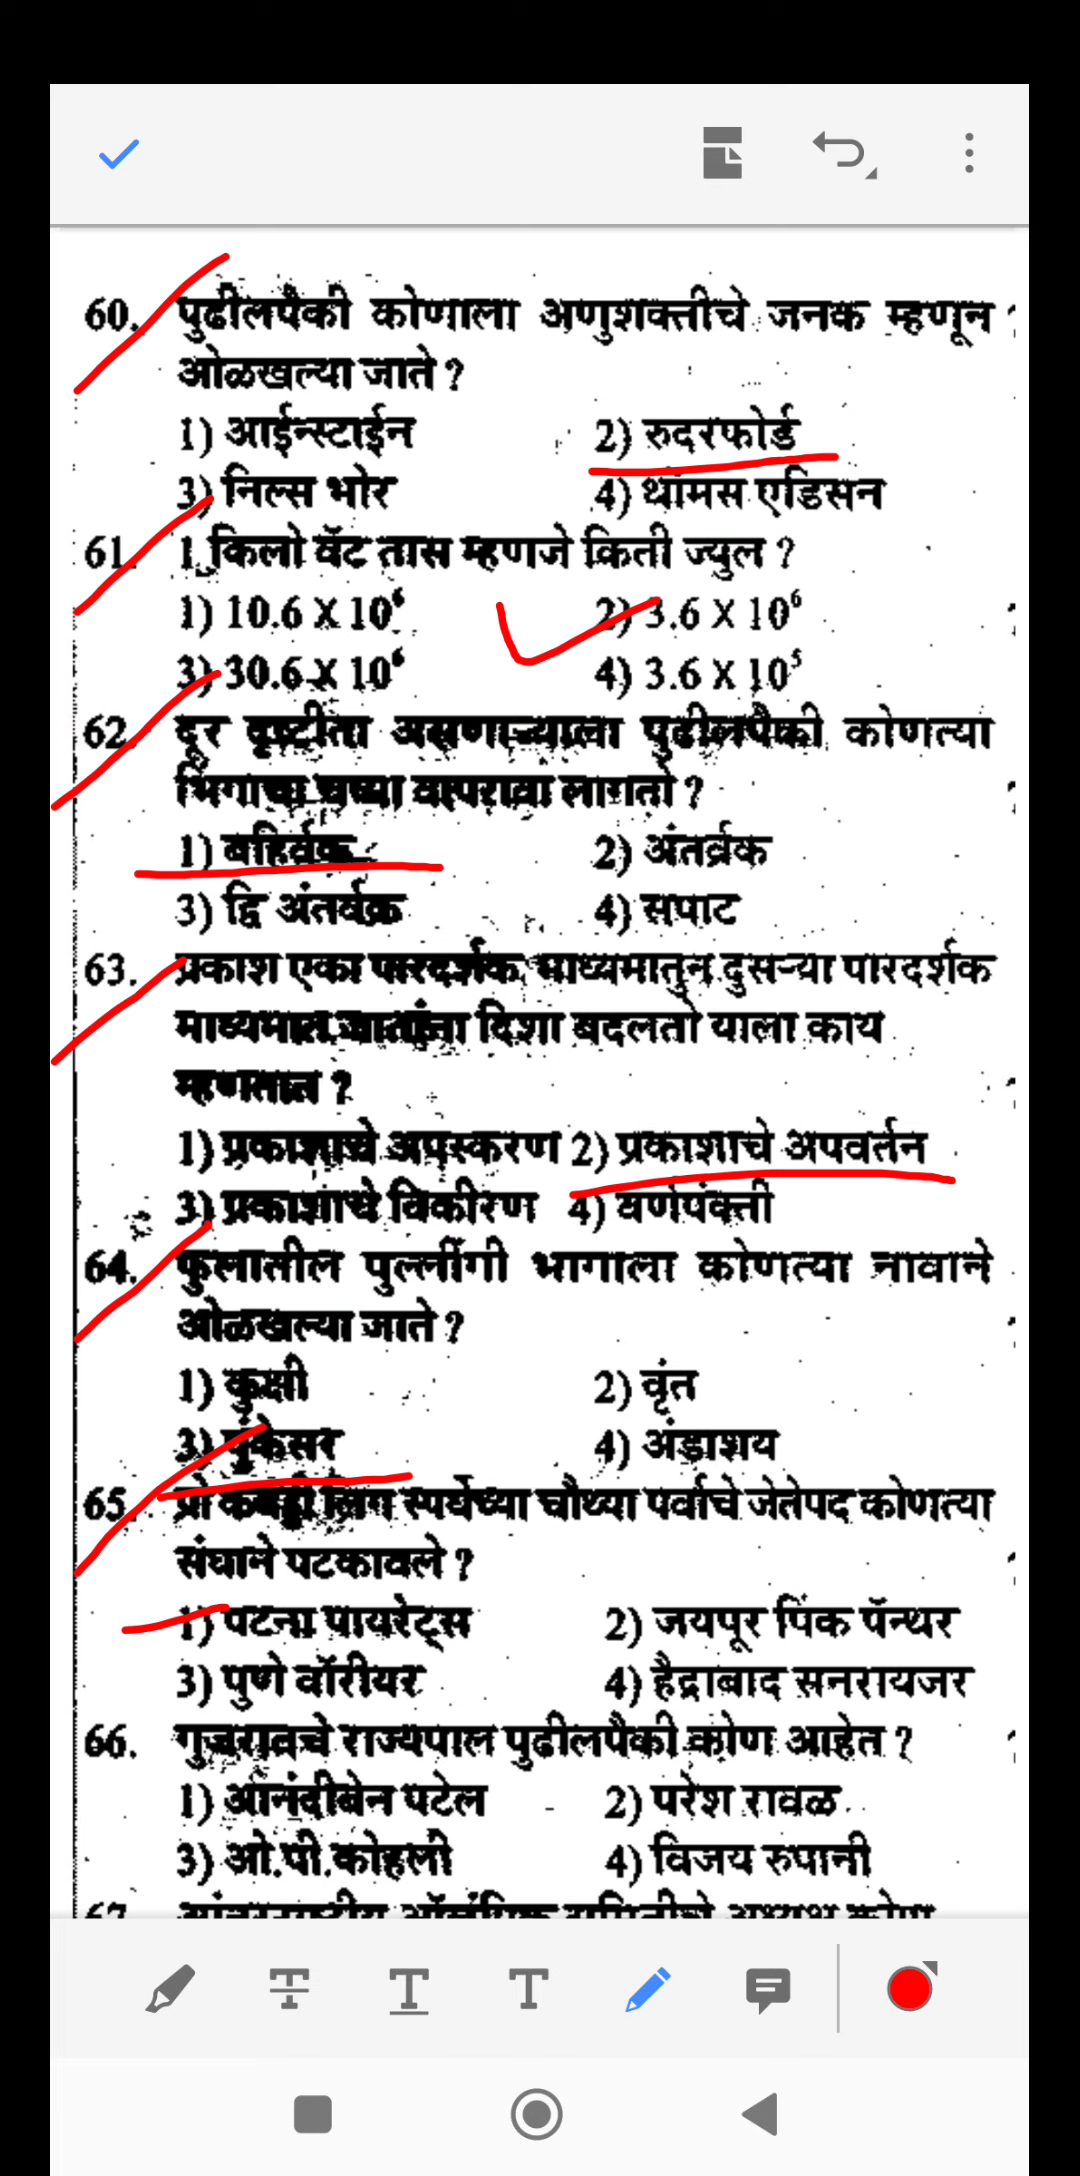 60. पुढीलपैकी कोणाला अणुशक्तीचे जनक म्हणून
ओळखल्या जाते ?
1) आईन्स्टाईन 2) रुदरफोर्ड
3) निल्स भोर 4) थॉमस एडिसन
61. 1 किलो वॅट तास म्हणजे किती ज्युल ?
1) 10.6 X 10⁶ 2) 3.6 X 10⁶
3) 30.6 X 10⁶ 4) 3.6 X 10⁵
62. दूर दृष्टीता असणाऱ्याला पुढीलपैकी कोणत्या
भिंगाचा चष्मा वापरावा लागतो ?
1) बहिर्वक्र 2) अंतर्व्रक
3) द्वि अंतर्वक्र 4) सपाट
63. प्रकाश एका पारदर्शक माध्यमातुन दुसऱ्या पारदर्शक
माध्यमात जातांना दिशा बदलतो याला काय
म्हणतात ?
1) प्रकाशाचे अपस्करण 2) प्रकाशाचे अपवर्तन
3) प्रकाशाचे विकीरण 4) वर्णपंक्ती
64. फुलातील पुल्लींगी भागाला कोणत्या नावाने
ओळखल्या जाते ?
1) कुक्षी 2) वृंत
3) पुंकेसर 4) अंडाशय
65. प्रो कबड्डी लिग स्पर्धेच्या चौथ्या पर्वाचे जेतेपद कोणत्या
संघाने पटकावले ?
1) पटना पायरेट्स 2) जयपूर पिंक पॅन्थर
3) पुणे वॉरीयर 4) हैद्राबाद सनरायजर
66. गुजरातचे राज्यपाल पुढीलपैकी कोण आहेत ?
1) आनंदीबेन पटेल 2) परेश रावळ
3) ओ.पी.कोहली 4) विजय रुपानी